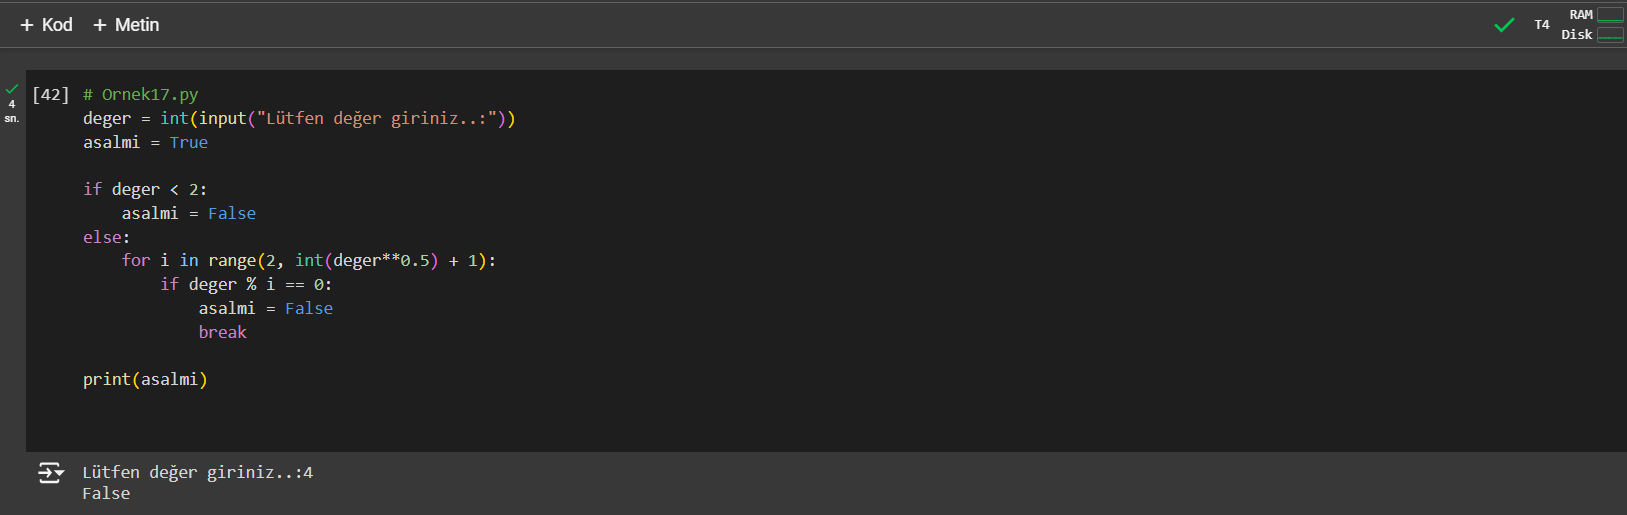 + Kod + Metin
T4
RAM
Disk
4
sn.
[42] # Ornek17.py
deger = int(input("Lütfen değer giriniz..:"))
asalmi = True
if deger < 2:
    asalmi = False
else:
    for i in range(2, int(deger**0.5) + 1):
        if deger % i == 0:
            asalmi = False
            break
print(asalmi)
Lütfen değer giriniz..:4
False